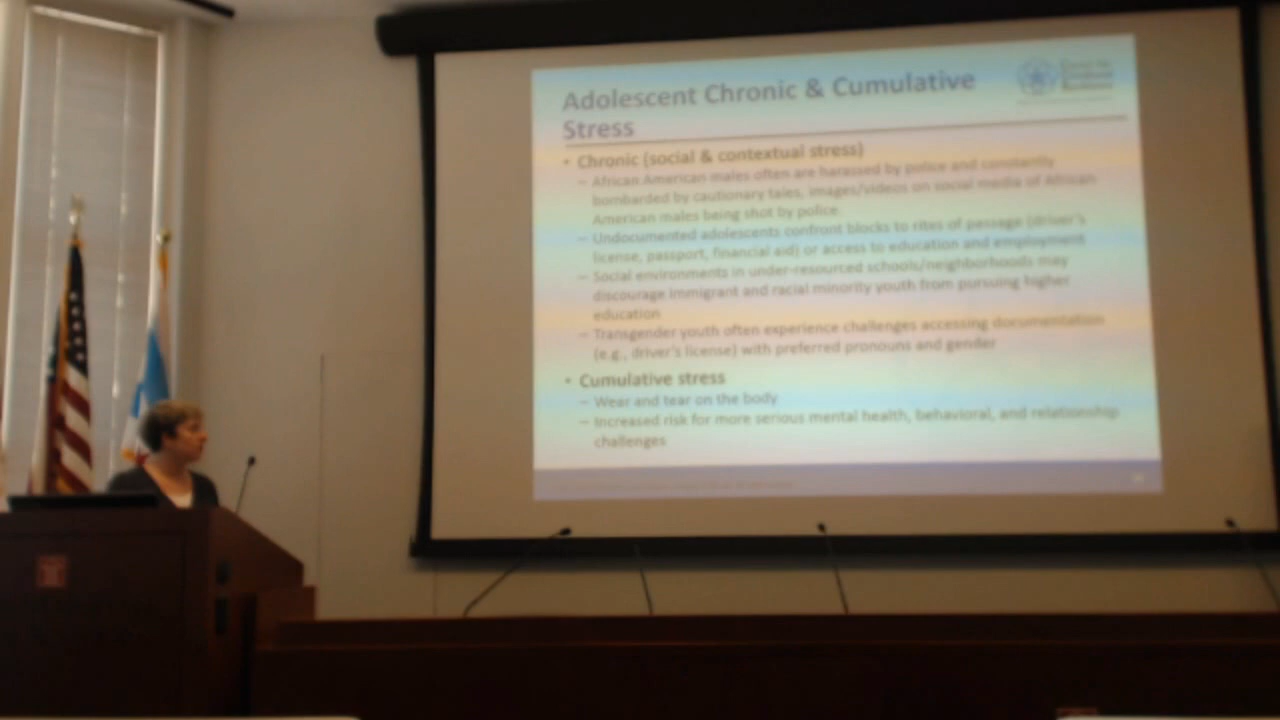 Adolescent Chronic & Cumulative
Stress
• Chronic (social & contextual stress)
– African American males often are harassed by police and constantly
bombarded by cautionary tales, images/videos on social media of African
American males being shot by police.
– Undocumented adolescents confront blocks to rites of passage (driver's
license, passport, financial aid) or access to education and employment
– Social environments in under-resourced schools/neighborhoods may
discourage immigrant and racial minority youth from pursuing higher
education
– Transgender youth often experience challenges accessing documentation
(e.g., driver's license) with preferred pronouns and gender
• Cumulative stress
– Wear and tear on the body
– Increased risk for more serious mental health, behavioral, and relationship
challenges